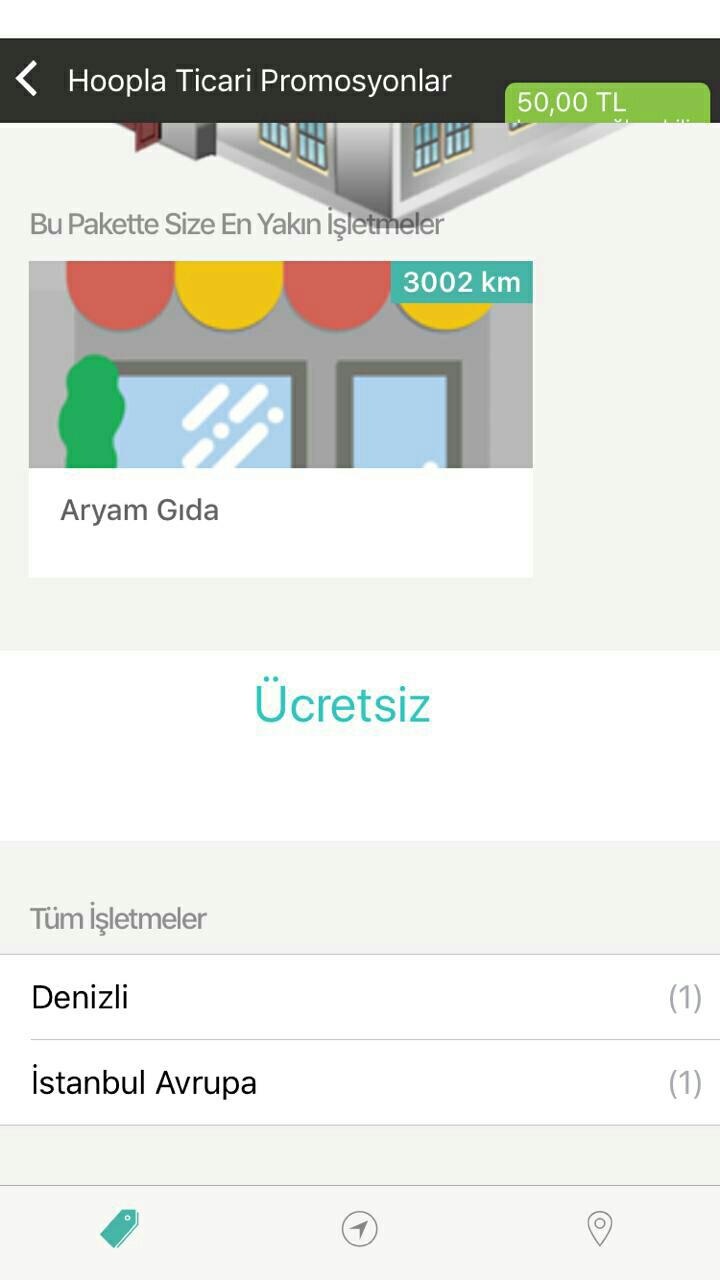 Hoopla Ticari Promosyonlar
50,00 TL
Bu Pakette Size En Yakın İşletmeler
3002 km
Aryam Gıda
Ücretsiz
Tüm İşletmeler
Denizli (1)
İstanbul Avrupa (1)